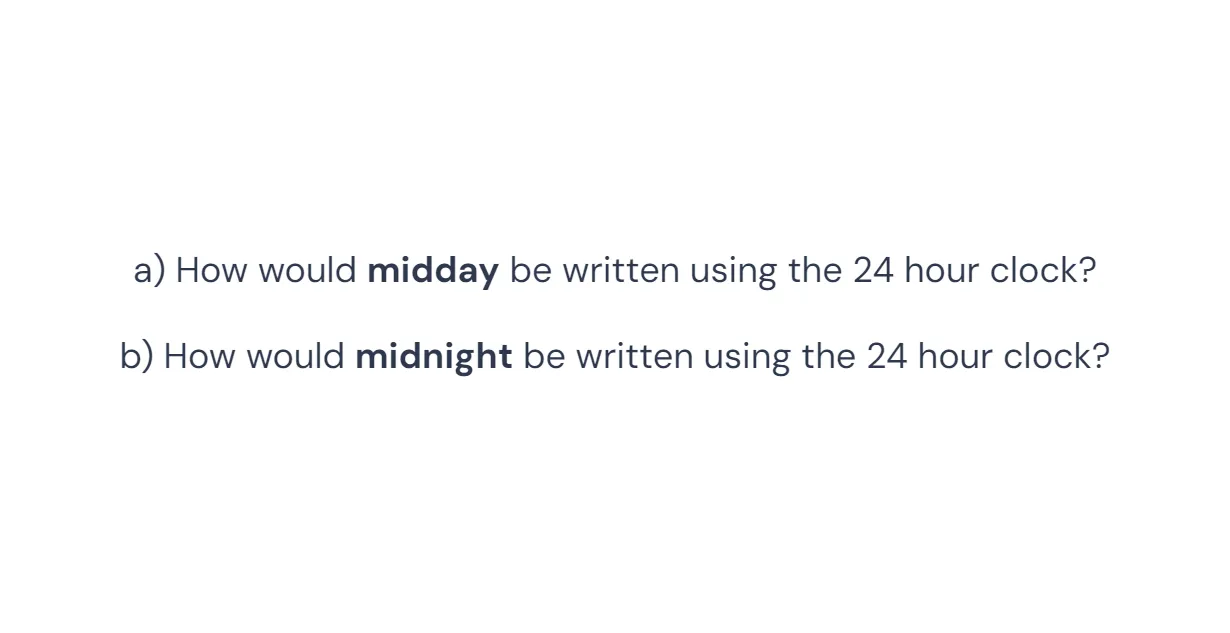 a) How would midday be written using the 24 hour clock?
b) How would midnight be written using the 24 hour clock?